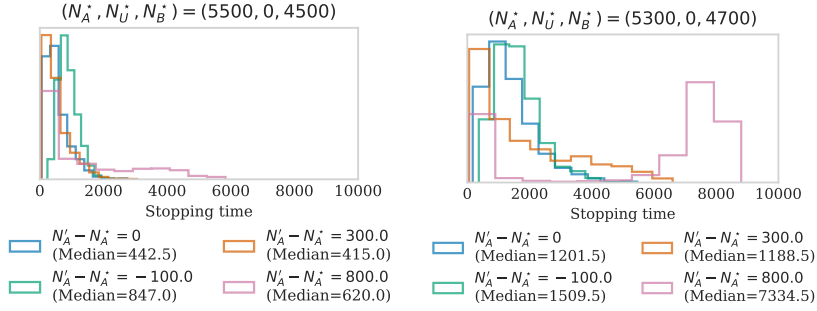 (N_A^⋆, N_U^⋆, N_B^⋆) = (5500, 0, 4500)
0 2000 4000 6000 8000 10000
Stopping time
N′_A − N_A^⋆ = 0
(Median=442.5)
N′_A − N_A^⋆ = 300.0
(Median=415.0)
N′_A − N_A^⋆ = −100.0
(Median=847.0)
N′_A − N_A^⋆ = 800.0
(Median=620.0)
(N_A^⋆, N_U^⋆, N_B^⋆) = (5300, 0, 4700)
0 2000 4000 6000 8000 10000
Stopping time
N′_A − N_A^⋆ = 0
(Median=1201.5)
N′_A − N_A^⋆ = 300.0
(Median=1188.5)
N′_A − N_A^⋆ = −100.0
(Median=1509.5)
N′_A − N_A^⋆ = 800.0
(Median=7334.5)